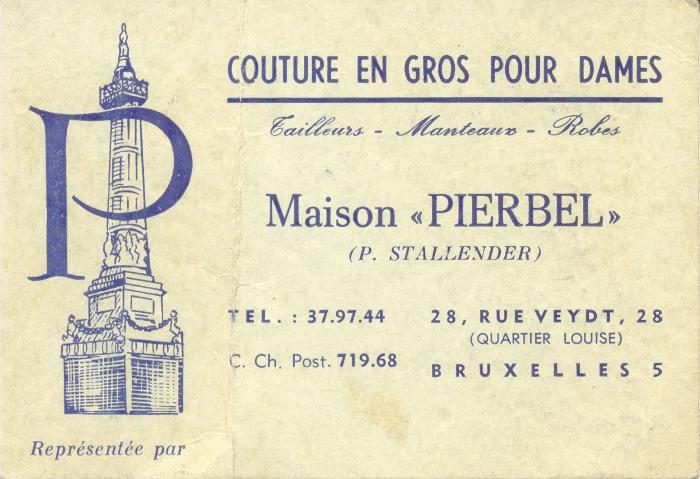 COUTURE EN GROS POUR DAMES
Tailleurs - Manteaux - Robes
P
Maison «PIERBEL»
(P. STALLENDER)
TEL. : 37.97.44
28, RUE VEYDT, 28
(QUARTIER LOUISE)
C. Ch. Post. 719.68
BRUXELLES 5
Représentée par